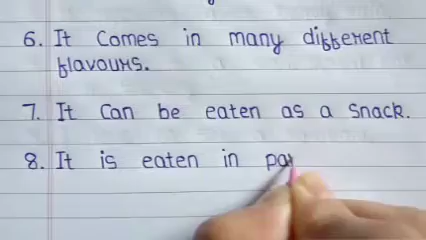 6. It Comes in many different
flavours.
7. It Can be eaten as a Snack.
8. It is eaten in pa